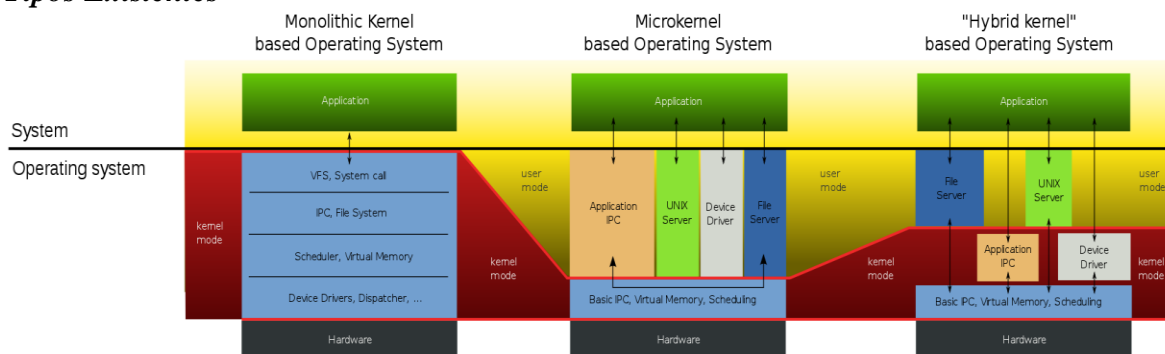 Tipos Existentes
Monolithic Kernel
based Operating System
Microkernel
based Operating System
"Hybrid kernel"
based Operating System
Application
Application
Application
System
Operating system
kernel
mode
VFS, System call
IPC, File System
Scheduler, Virtual Memory
Device Drivers, Dispatcher, ...
Hardware
kernel
mode
user
mode
Application
IPC
UNIX
Server
Device
Driver
File
Server
Basic IPC, Virtual Memory, Scheduling
Hardware
user
mode
kernel
mode
File
Server
UNIX
Server
user
mode
Application
IPC
Device
Driver
kernel
mode
Basic IPC, Virtual Memory, Scheduling
Hardware